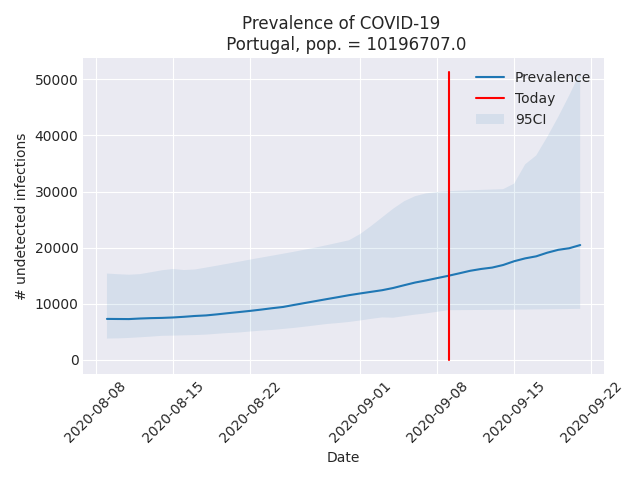 Prevalence of COVID-19
Portugal, pop. = 10196707.0
Prevalence
Today
95CI
50000
40000
30000
20000
10000
0
# undetected infections
2020-08-08
2020-08-15
2020-08-22
2020-09-01
2020-09-08
2020-09-15
2020-09-22
Date